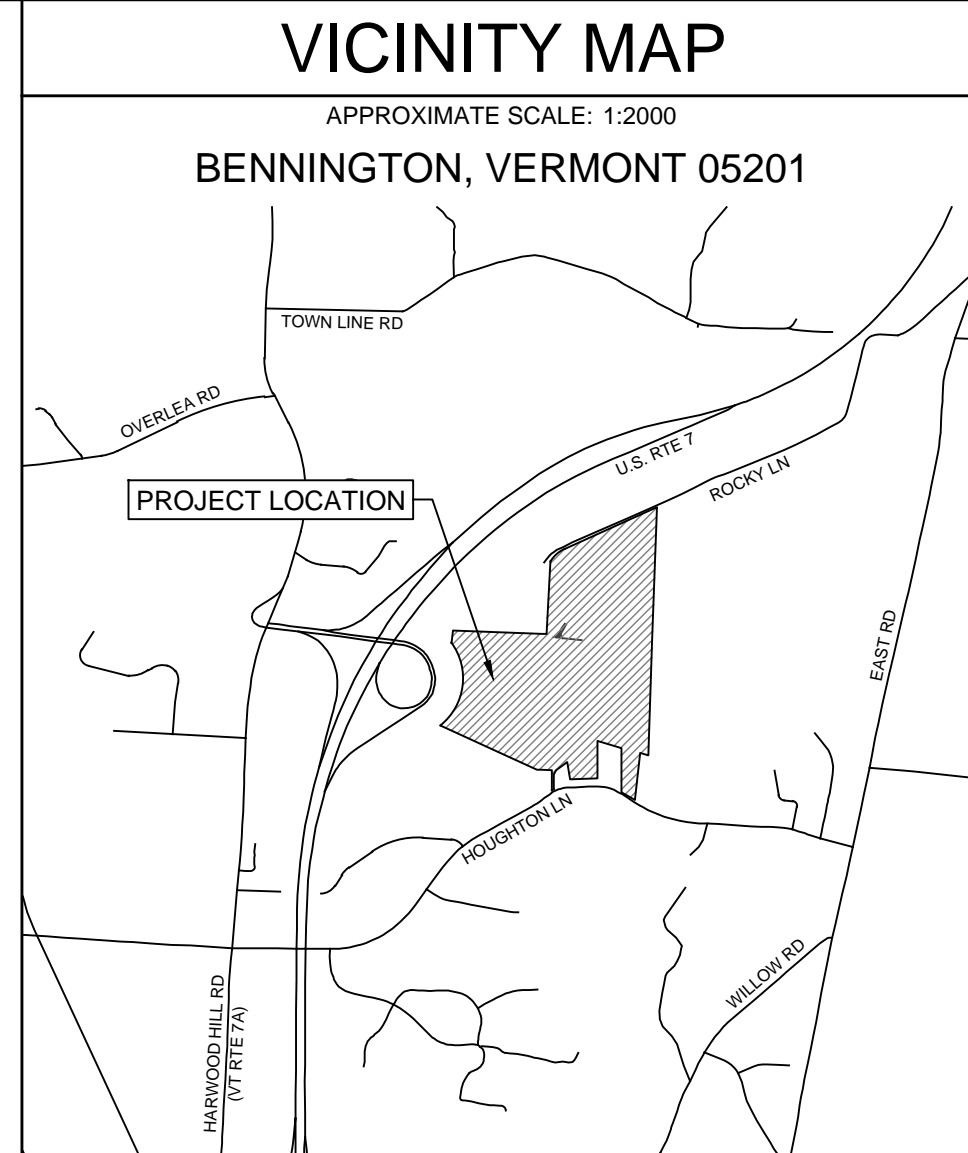 VICINITY MAP
APPROXIMATE SCALE: 1:2000
BENNINGTON, VERMONT 05201
TOWN LINE RD
OVERLEA RD
U.S. RTE 7
ROCKY LN
PROJECT LOCATION
EAST RD
HOUGHTON LN
WILLOW RD
HARWOOD HILL RD
(VT RTE 7A)